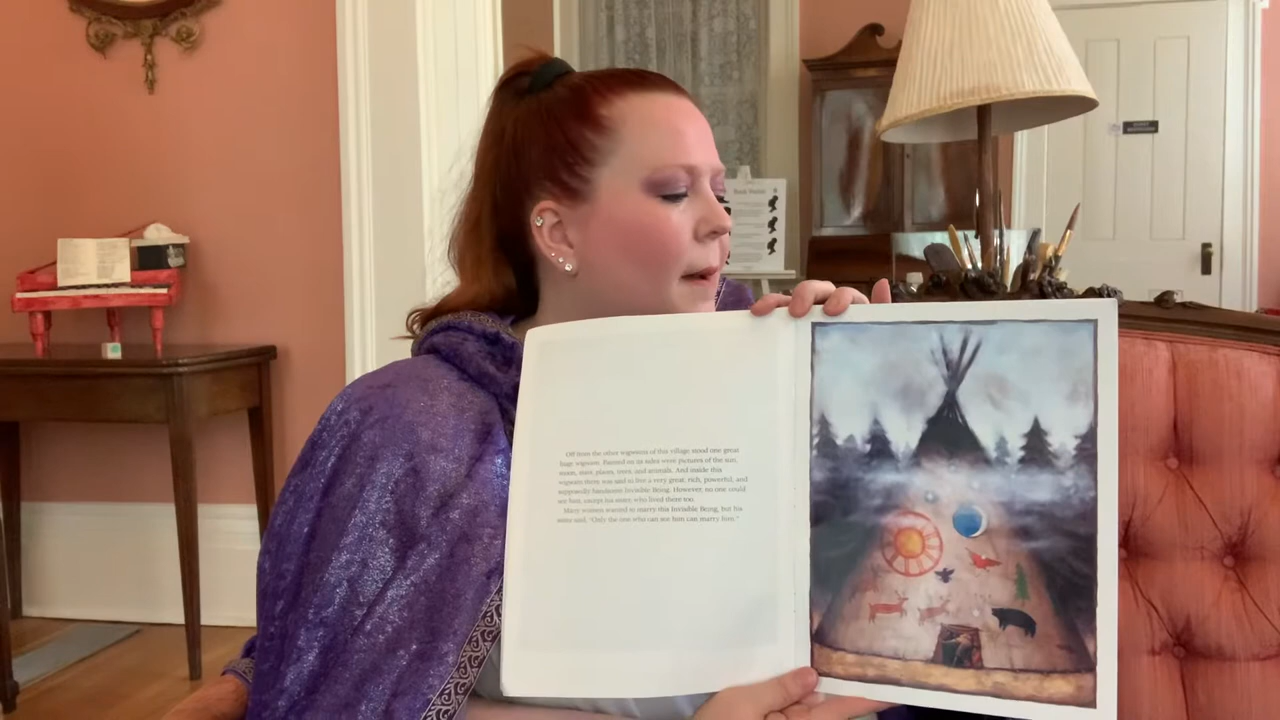 Book Walks
Off from the other wigwams of this village stood one great
huge wigwam. Painted on its sides were pictures of the sun,
moon, stars, plants, trees, and animals. And inside this
wigwam there was said to live a very great, rich, powerful, and
supposedly handsome Invisible Being. However, no one could
see him, except his sister, who lived there too.
Many women wanted to marry this Invisible Being, but his
sister said, "Only the one who can see him can marry him."